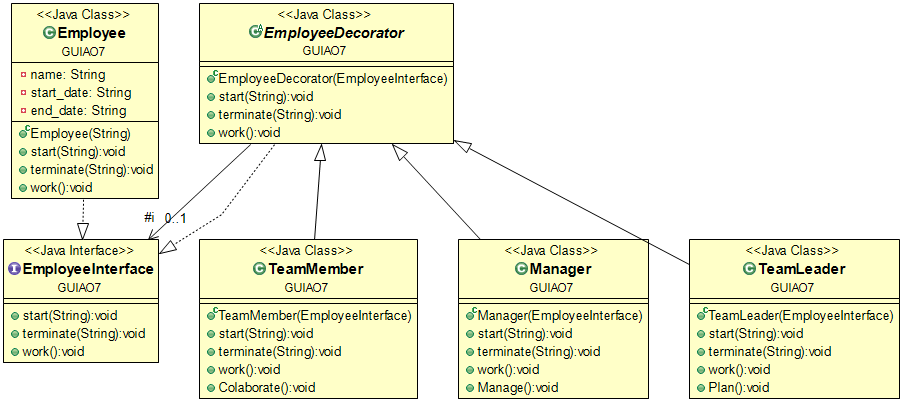 <<Java Class>>
Employee
GUIAO7
name: String
start_date: String
end_date: String
Employee(String)
start(String):void
terminate(String):void
work():void
<<Java Class>>
EmployeeDecorator
GUIAO7
EmployeeDecorator(EmployeeInterface)
start(String):void
terminate(String):void
work():void
#i 0..1
<<Java Interface>>
EmployeeInterface
GUIAO7
start(String):void
terminate(String):void
work():void
<<Java Class>>
TeamMember
GUIAO7
TeamMember(EmployeeInterface)
start(String):void
terminate(String):void
work():void
Colaborate():void
<<Java Class>>
Manager
GUIAO7
Manager(EmployeeInterface)
start(String):void
terminate(String):void
work():void
Manage():void
<<Java Class>>
TeamLeader
GUIAO7
TeamLeader(EmployeeInterface)
start(String):void
terminate(String):void
work():void
Plan():void